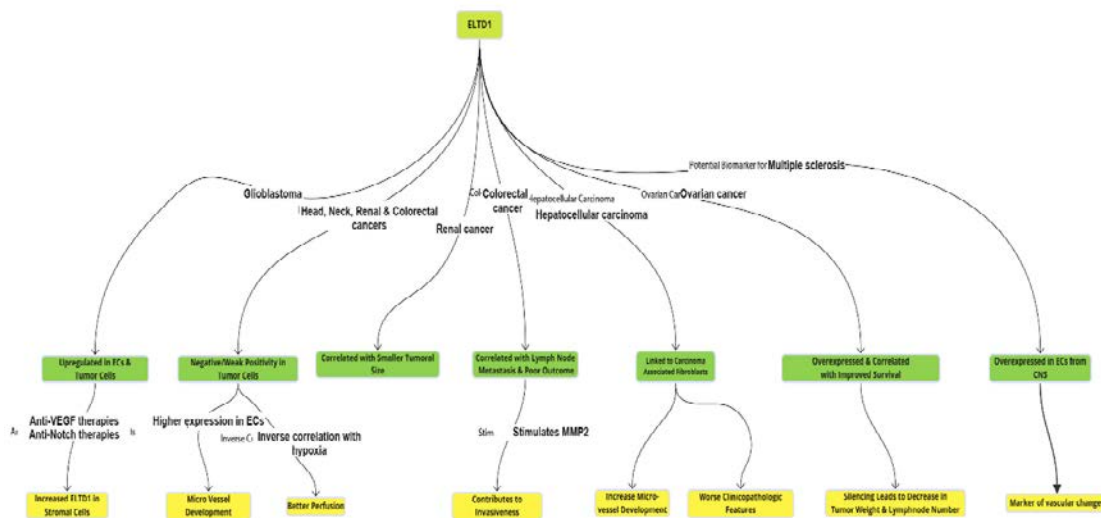 ELTD1
Potential Biomarker for Multiple sclerosis
Glioblastoma
Colorectal
cancer
Hepatocellular Carcinoma
Ovarian cancer
Head, Neck, Renal & Colorectal
cancers
Hepatocellular carcinoma
Renal cancer
Upregulated in ECs &
Tumor Cells
Negative/Weak Positivity in
Tumor Cells
Correlated with Smaller Tumoral
Size
Correlated with Lymph Node
Metastasis & Poor Outcome
Linked to Carcinoma
Associated Fibroblasts
Overexpressed & Correlated
with Improved Survival
Overexpressed in ECs from
CNS
Anti-VEGF therapies
Anti-Notch therapies
Higher expression in ECs
Inverse correlation with
hypoxia
Stim
Stimulates MMP2
Increased ELTD1 in
Stromal Cells
Micro Vessel
Development
Better Perfusion
Contributes to
Invasiveness
Increase Micro-
vessel Development
Worse Clinicopathologic
Features
Silencing Leads to Decrease in
Tumor Weight & Lymphnode Number
Marker of vascular change